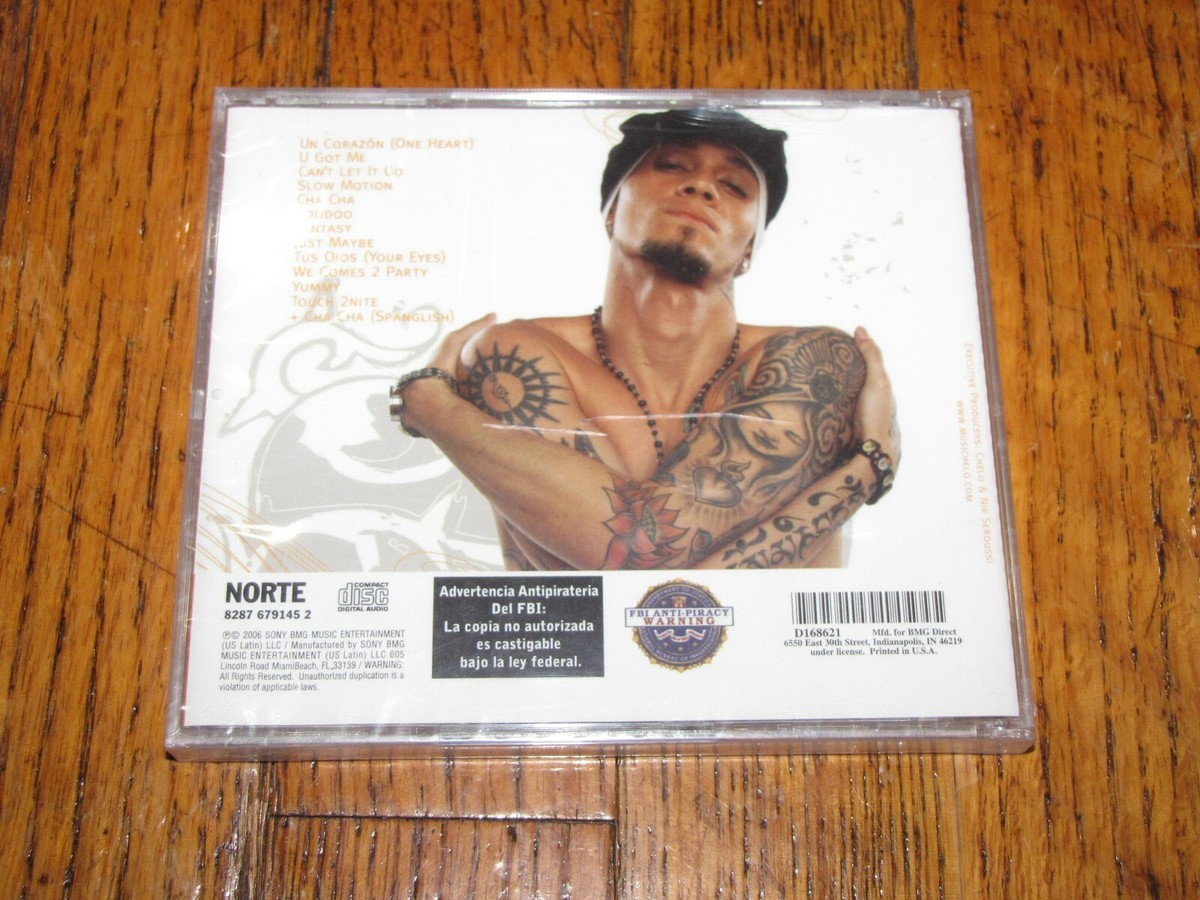 UN CORAZÓN (ONE HEART)
U GOT ME
CAN'T LET IT GO
SLOW MOTION
CHA CHA
OUDOO
NTASY
JUST MAYBE
TUS OJOS (YOUR EYES)
WE COMES 2 PARTY
YUMMY
TOUCH 2NITE
+ CHA CHA (SPANGLISH)
EXECUTIVE PRODUCERS: CHELO & NIR SEROUSSI
WWW.MUSICHELO.COM
NORTE
8287 679145 2
COMPACT
disc
DIGITAL AUDIO
℗© 2006 SONY BMG MUSIC ENTERTAINMENT
(US Latin) LLC / Manufactured by SONY BMG
MUSIC ENTERTAINMENT (US Latin) LLC 605
Lincoln Road MiamiBeach, FL,33139 / WARNING:
All Rights Reserved. Unauthorized duplication is a
violation of applicable laws.
Advertencia Antipirateria
Del FBI:
La copia no autorizada
es castigable
bajo la ley federal.
FBI ANTI-PIRACY
WARNING
D168621 Mfd. for BMG Direct
6550 East 30th Street, Indianapolis, IN 46219
under license. Printed in U.S.A.